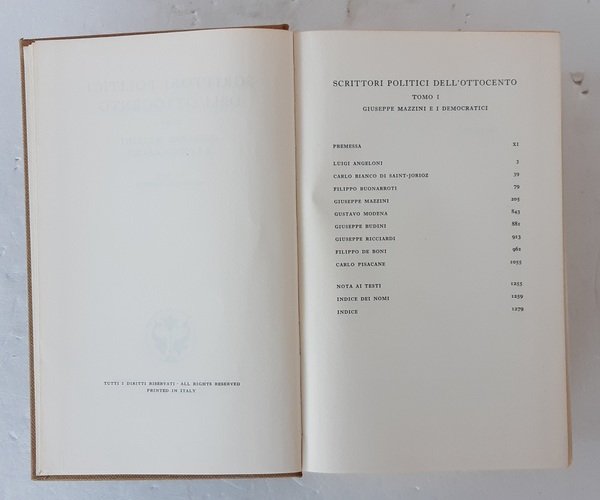 TUTTI I DIRITTI RISERVATI · ALL RIGHTS RESERVED
PRINTED IN ITALY
SCRITTORI POLITICI DELL'OTTOCENTO
TOMO I
GIUSEPPE MAZZINI E I DEMOCRATICI
PREMESSA XI
LUIGI ANGELONI 3
CARLO BIANCO DI SAINT-JORIOZ 39
FILIPPO BUONARROTI 79
GIUSEPPE MAZZINI 205
GUSTAVO MODENA 843
GIUSEPPE BUDINI 881
GIUSEPPE RICCIARDI 913
FILIPPO DE BONI 961
CARLO PISACANE 1055
NOTA AI TESTI 1255
INDICE DEI NOMI 1259
INDICE 1279